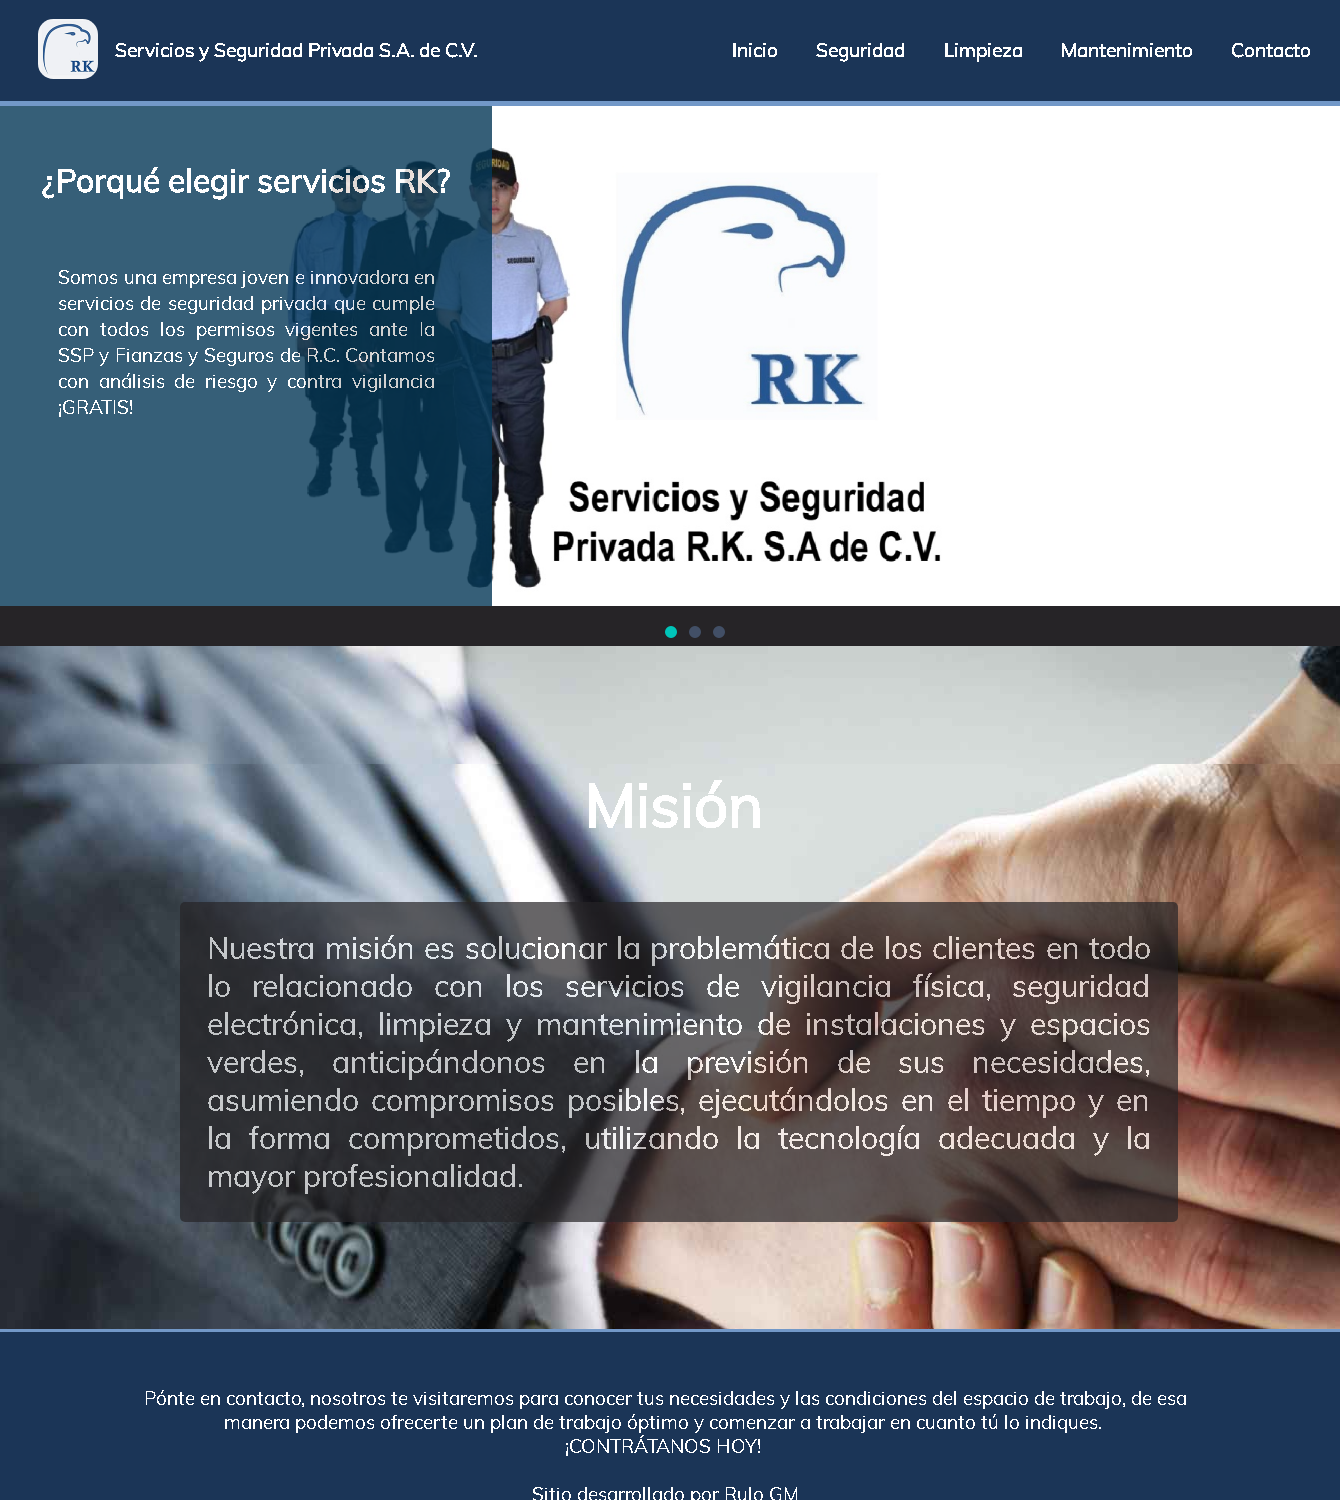 RK
Servicios y Seguridad Privada S.A. de C.V.
Inicio Seguridad Limpieza Mantenimiento Contacto
¿Porqué elegir servicios RK?
Somos una empresa joven e innovadora en
servicios de seguridad privada que cumple
con todos los permisos vigentes ante la
SSP y Fianzas y Seguros de R.C. Contamos
con análisis de riesgo y contra vigilancia
¡GRATIS!
SEGURIDAD
RK
Servicios y Seguridad
Privada R.K. S.A de C.V.
Misión
Nuestra misión es solucionar la problemática de los clientes en todo
lo relacionado con los servicios de vigilancia física, seguridad
electrónica, limpieza y mantenimiento de instalaciones y espacios
verdes, anticipándonos en la previsión de sus necesidades,
asumiendo compromisos posibles, ejecutándolos en el tiempo y en
la forma comprometidos, utilizando la tecnología adecuada y la
mayor profesionalidad.
Pónte en contacto, nosotros te visitaremos para conocer tus necesidades y las condiciones del espacio de trabajo, de esa
manera podemos ofrecerte un plan de trabajo óptimo y comenzar a trabajar en cuanto tú lo indiques.
¡CONTRÁTANOS HOY!
Sitio desarrollado por Rulo GM